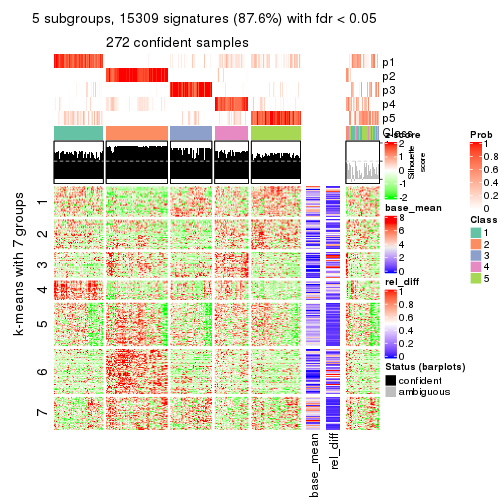 5 subgroups, 15309 signatures (87.6%) with fdr < 0.05
272 confident samples
p1
p2
p3
p4
p5
Class
z-score
2
1
0
-1
-2
Silhouette
score
Prob
1
0.8
0.6
0.4
0.2
0
base_mean
8
6
4
2
0
Class
1
2
3
4
5
rel_diff
1
0.8
0.6
0.4
0.2
0
Status (barplots)
confident
ambiguous
k-means with 7 groups
1
2
3
4
5
6
7
base_mean
rel_diff